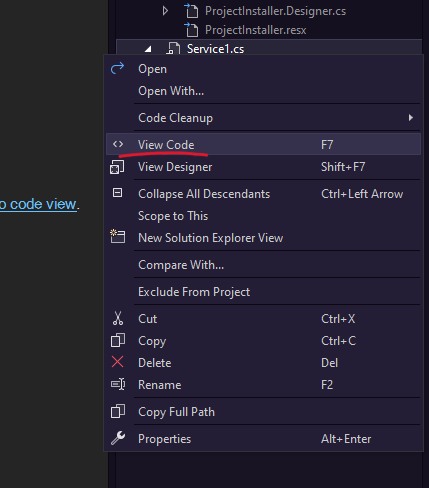 ProjectInstaller.Designer.cs
ProjectInstaller.resx
Service1.cs
Open
Open With...
Code Cleanup
View Code F7
View Designer Shift+F7
o code view.
Collapse All Descendants Ctrl+Left Arrow
Scope to This
New Solution Explorer View
Compare With...
Exclude From Project
Cut Ctrl+X
Copy Ctrl+C
Delete Del
Rename F2
Copy Full Path
Properties Alt+Enter